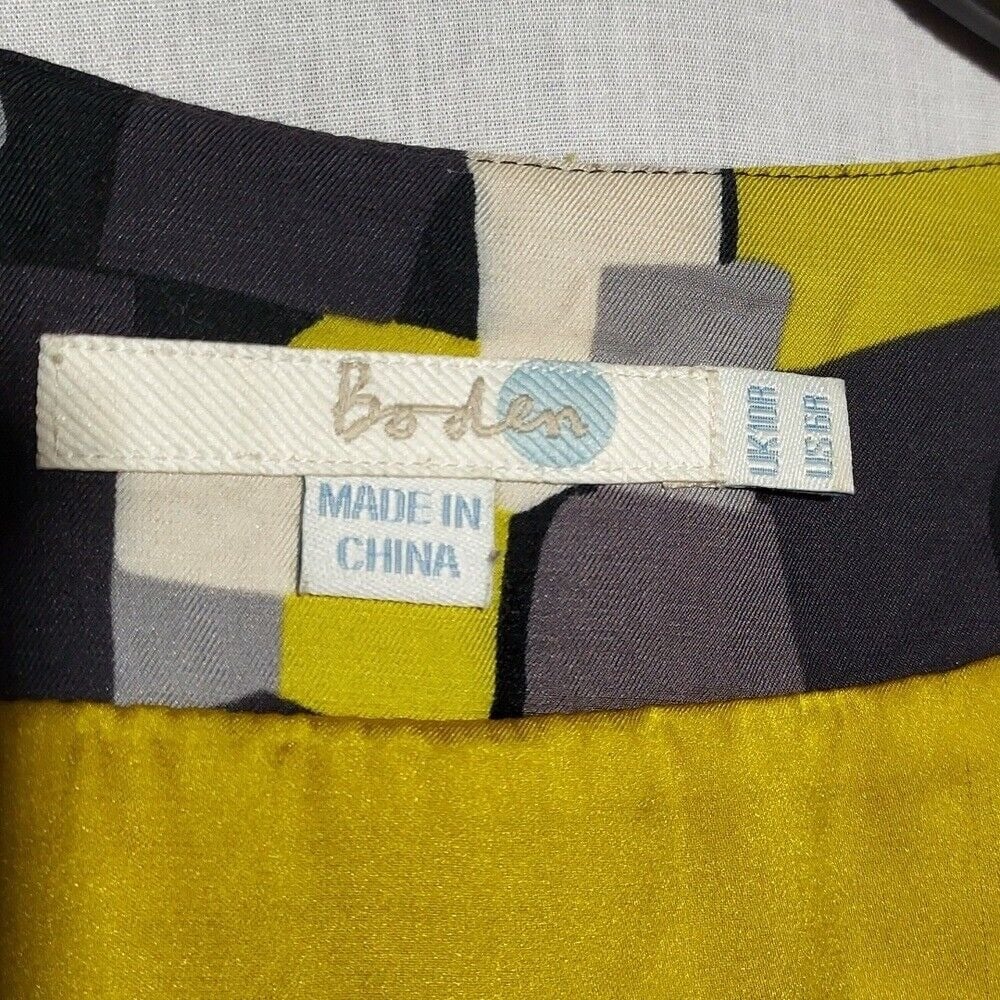 Boden
UK10R
US6R
MADE IN
CHINA